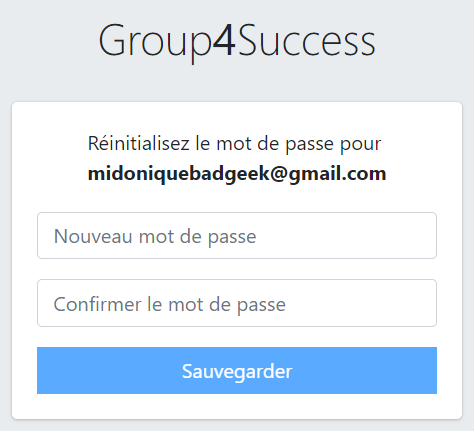 Group4Success
Réinitialisez le mot de passe pour
midoniquebadgeek@gmail.com
Nouveau mot de passe
Confirmer le mot de passe
Sauvegarder